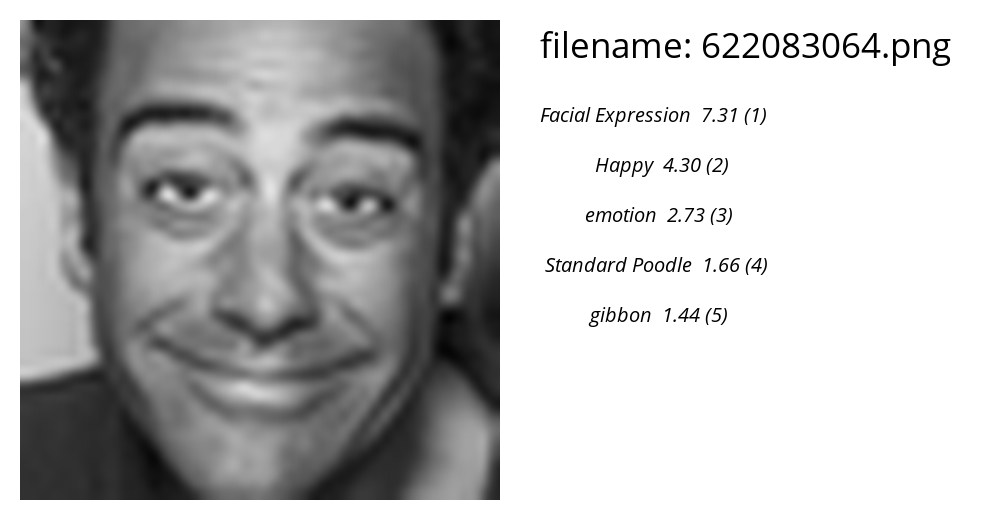 filename: 622083064.png
Facial Expression 7.31 (1)
Happy 4.30 (2)
emotion 2.73 (3)
Standard Poodle 1.66 (4)
gibbon 1.44 (5)